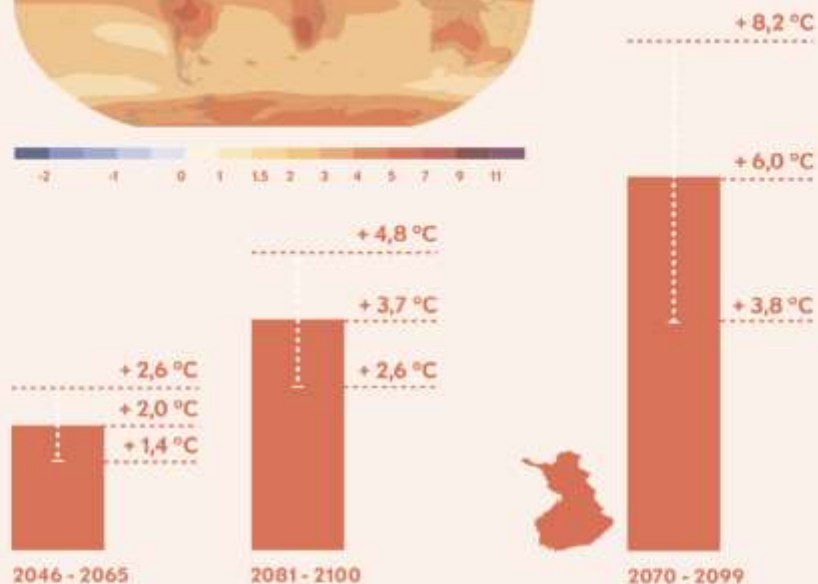 + 8,2 °C
+ 6,0 °C
+ 3,8 °C
-2 -1 0 1 1.5 2 3 4 5 7 9 11
+ 4,8 °C
+ 3,7 °C
+ 2,6 °C
+ 2,6 °C
+ 2,0 °C
+ 1,4 °C
2046 - 2065
2081 - 2100
2070 - 2099